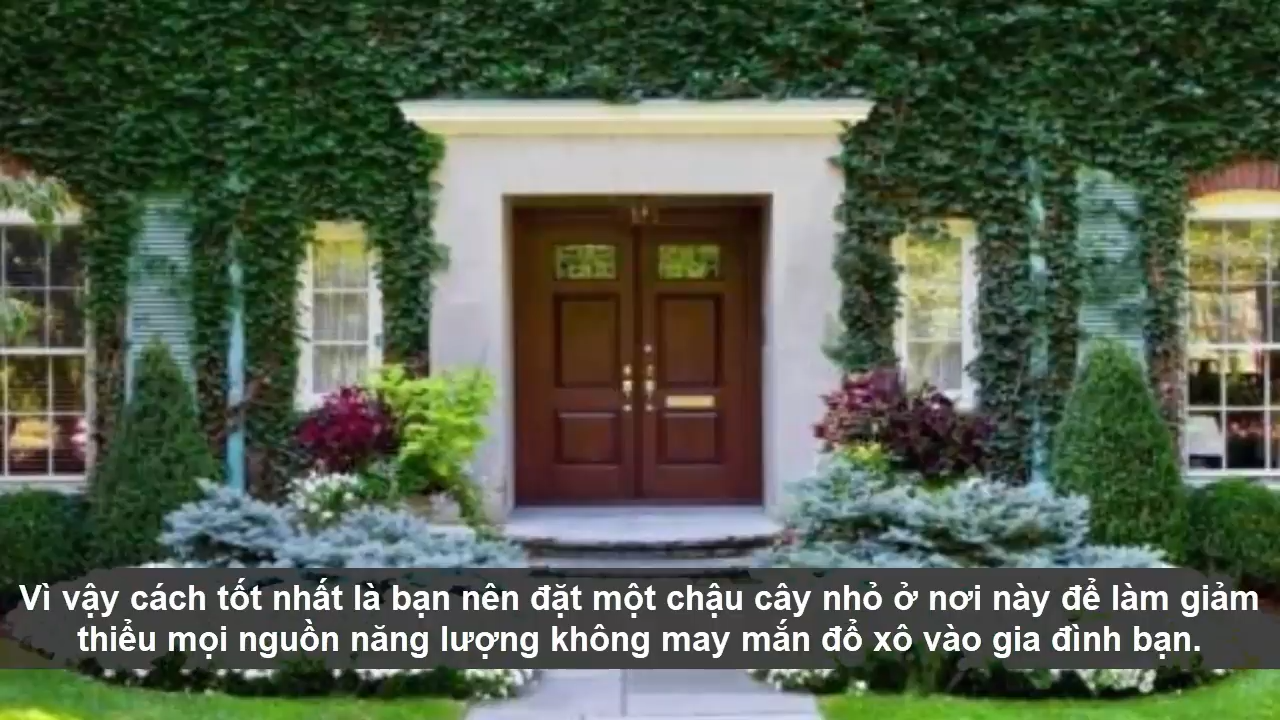 Vì vậy cách tốt nhất là bạn nên đặt một chậu cây nhỏ ở nơi này để làm giảm
thiểu mọi nguồn năng lượng không may mắn đổ xô vào gia đình bạn.